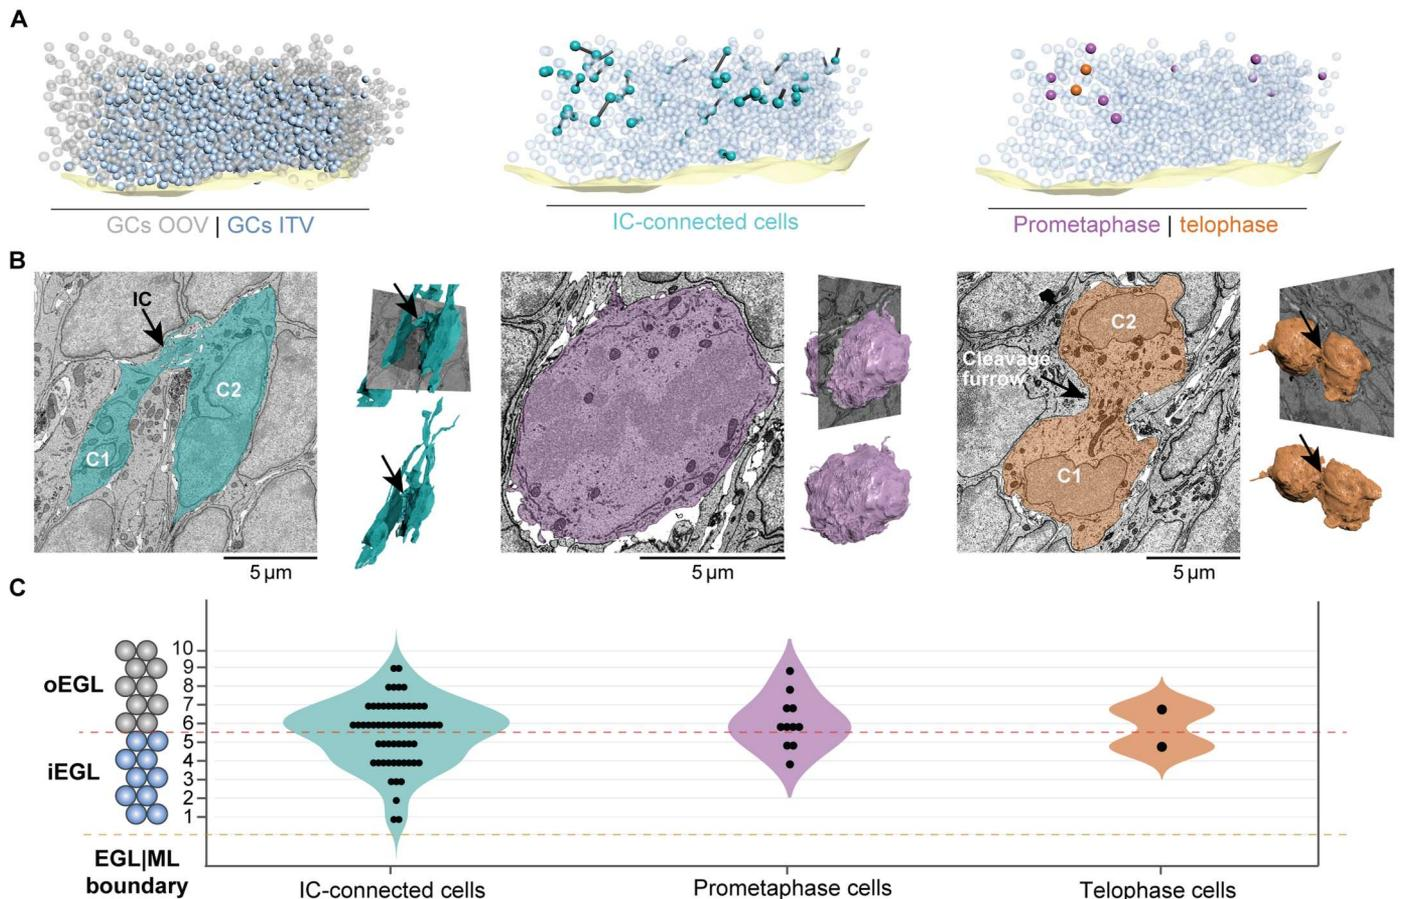 A
GCs OOV | GCs ITV
IC-connected cells
Prometaphase | telophase
B
IC
C1
C2
5 µm
5 µm
C2
Cleavage
furrow
C1
5 µm
C
oEGL
iEGL
10
9
8
7
6
5
4
3
2
1
EGL|ML
boundary
IC-connected cells
Prometaphase cells
Telophase cells